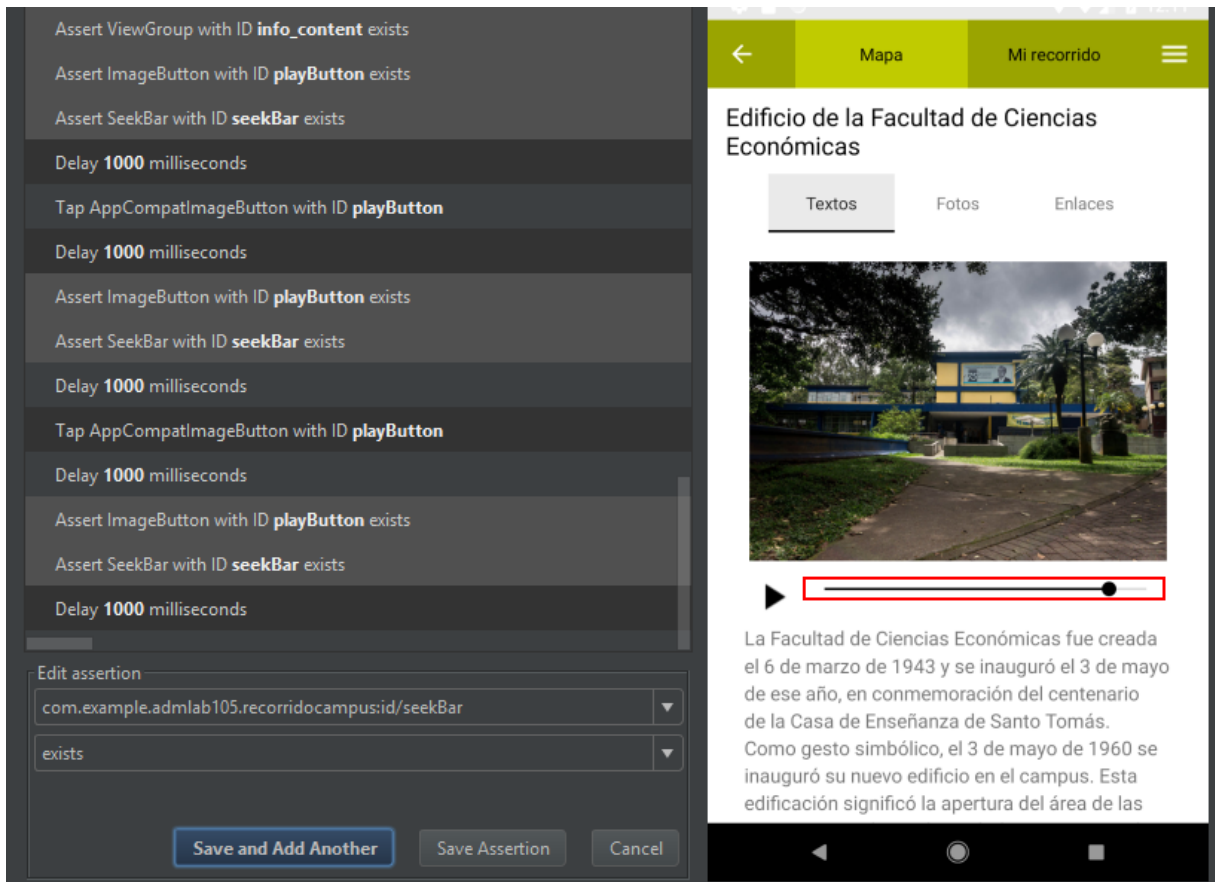 Assert ViewGroup with ID info_content exists
Assert ImageButton with ID playButton exists
Assert SeekBar with ID seekBar exists
Delay 1000 milliseconds
Tap AppCompatImageButton with ID playButton
Delay 1000 milliseconds
Assert ImageButton with ID playButton exists
Assert SeekBar with ID seekBar exists
Delay 1000 milliseconds
Tap AppCompatImageButton with ID playButton
Delay 1000 milliseconds
Assert ImageButton with ID playButton exists
Assert SeekBar with ID seekBar exists
Delay 1000 milliseconds
Edit assertion
com.example.admlab105.recorridocampus:id/seekBar
exists
Save and Add Another
Save Assertion
Cancel
Mapa
Mi recorrido
Edificio de la Facultad de Ciencias
Económicas
Textos
Fotos
Enlaces
La Facultad de Ciencias Económicas fue creada
el 6 de marzo de 1943 y se inauguró el 3 de mayo
de ese año, en conmemoración del centenario
de la Casa de Enseñanza de Santo Tomás.
Como gesto simbólico, el 3 de mayo de 1960 se
inauguró su nuevo edificio en el campus. Esta
edificación significó la apertura del área de las